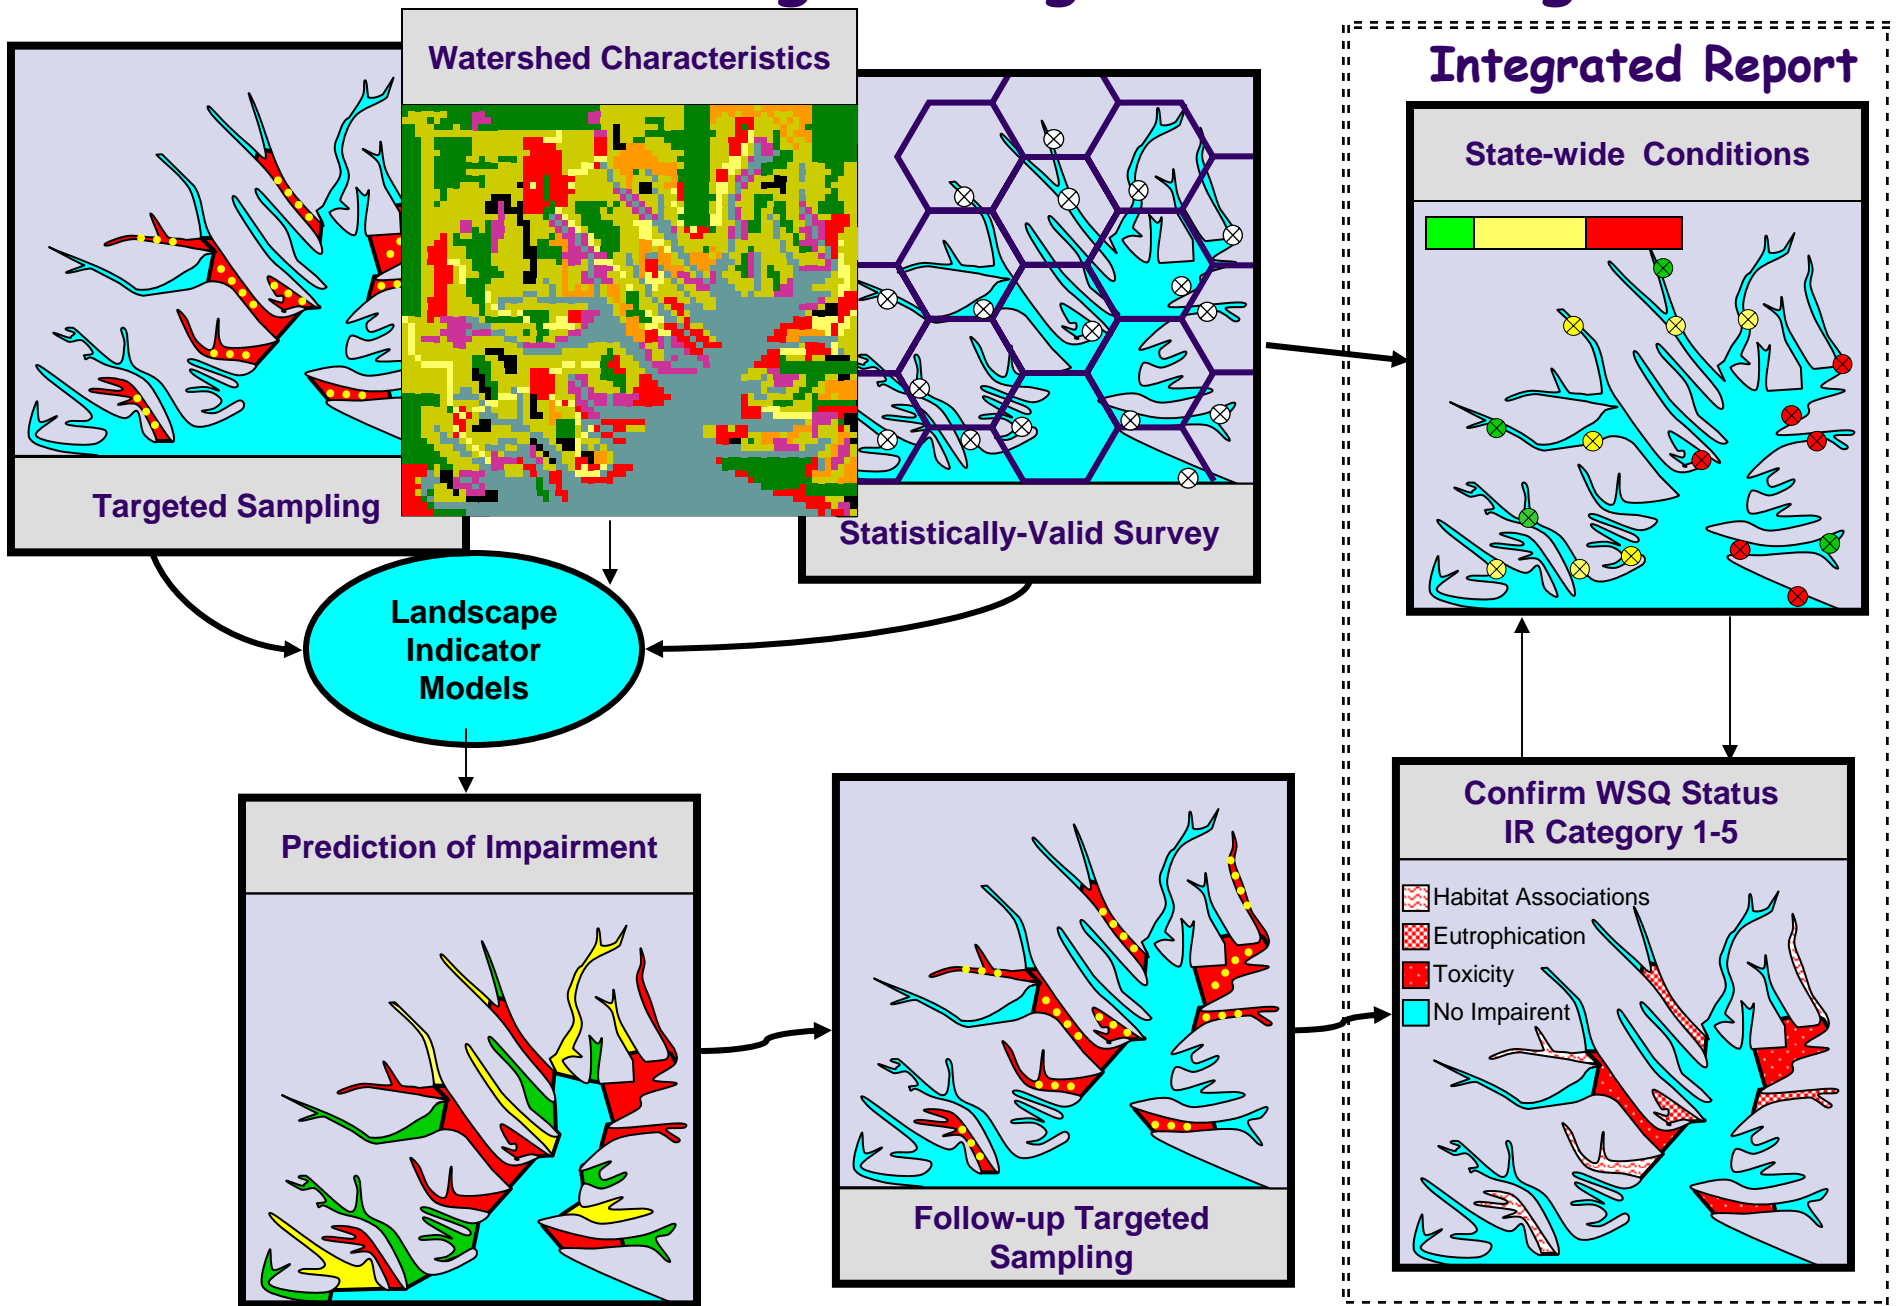 Integrated Report
Watershed Characteristics
State-wide Conditions
Targeted Sampling
Statistically-Valid Survey
Landscape
Indicator
Models
Prediction of Impairment
Follow-up Targeted
Sampling
Confirm WSQ Status
IR Category 1-5
Habitat Associations
Eutrophication
Toxicity
No Impairent